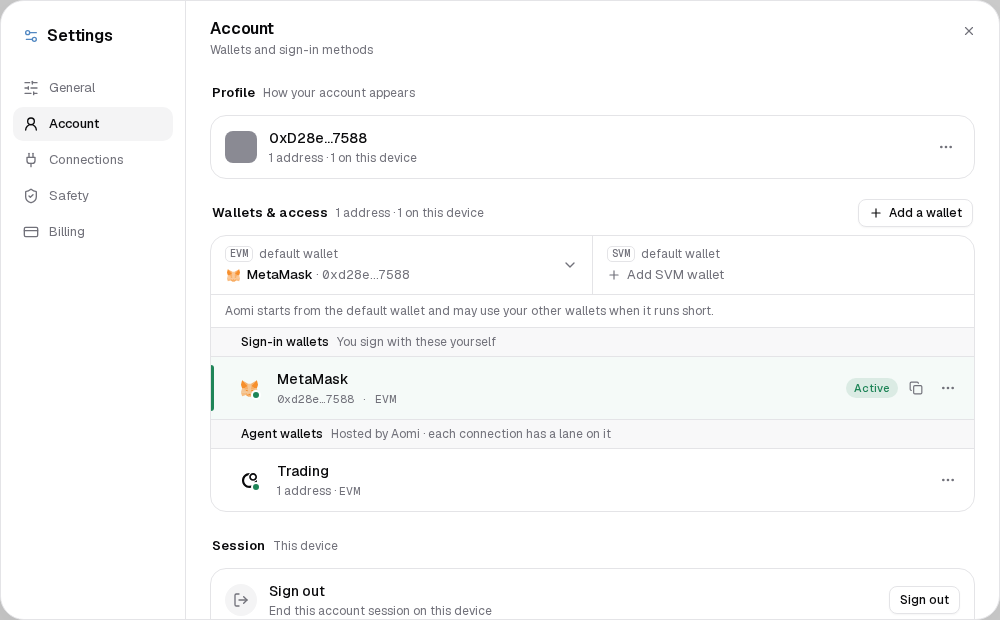 Settings
General
Account
Connections
Safety
Billing
Account
Wallets and sign-in methods
Profile How your account appears
0xD28e...7588
1 address · 1 on this device
Wallets & access 1 address · 1 on this device
Add a wallet
EVM default wallet
MetaMask · 0xd28e...7588
SVM default wallet
Add SVM wallet
Aomi starts from the default wallet and may use your other wallets when it runs short.
Sign-in wallets You sign with these yourself
MetaMask
0xd28e…7588 · EVM
Active
Agent wallets Hosted by Aomi · each connection has a lane on it
Trading
1 address · EVM
Session This device
Sign out
End this account session on this device
Sign out